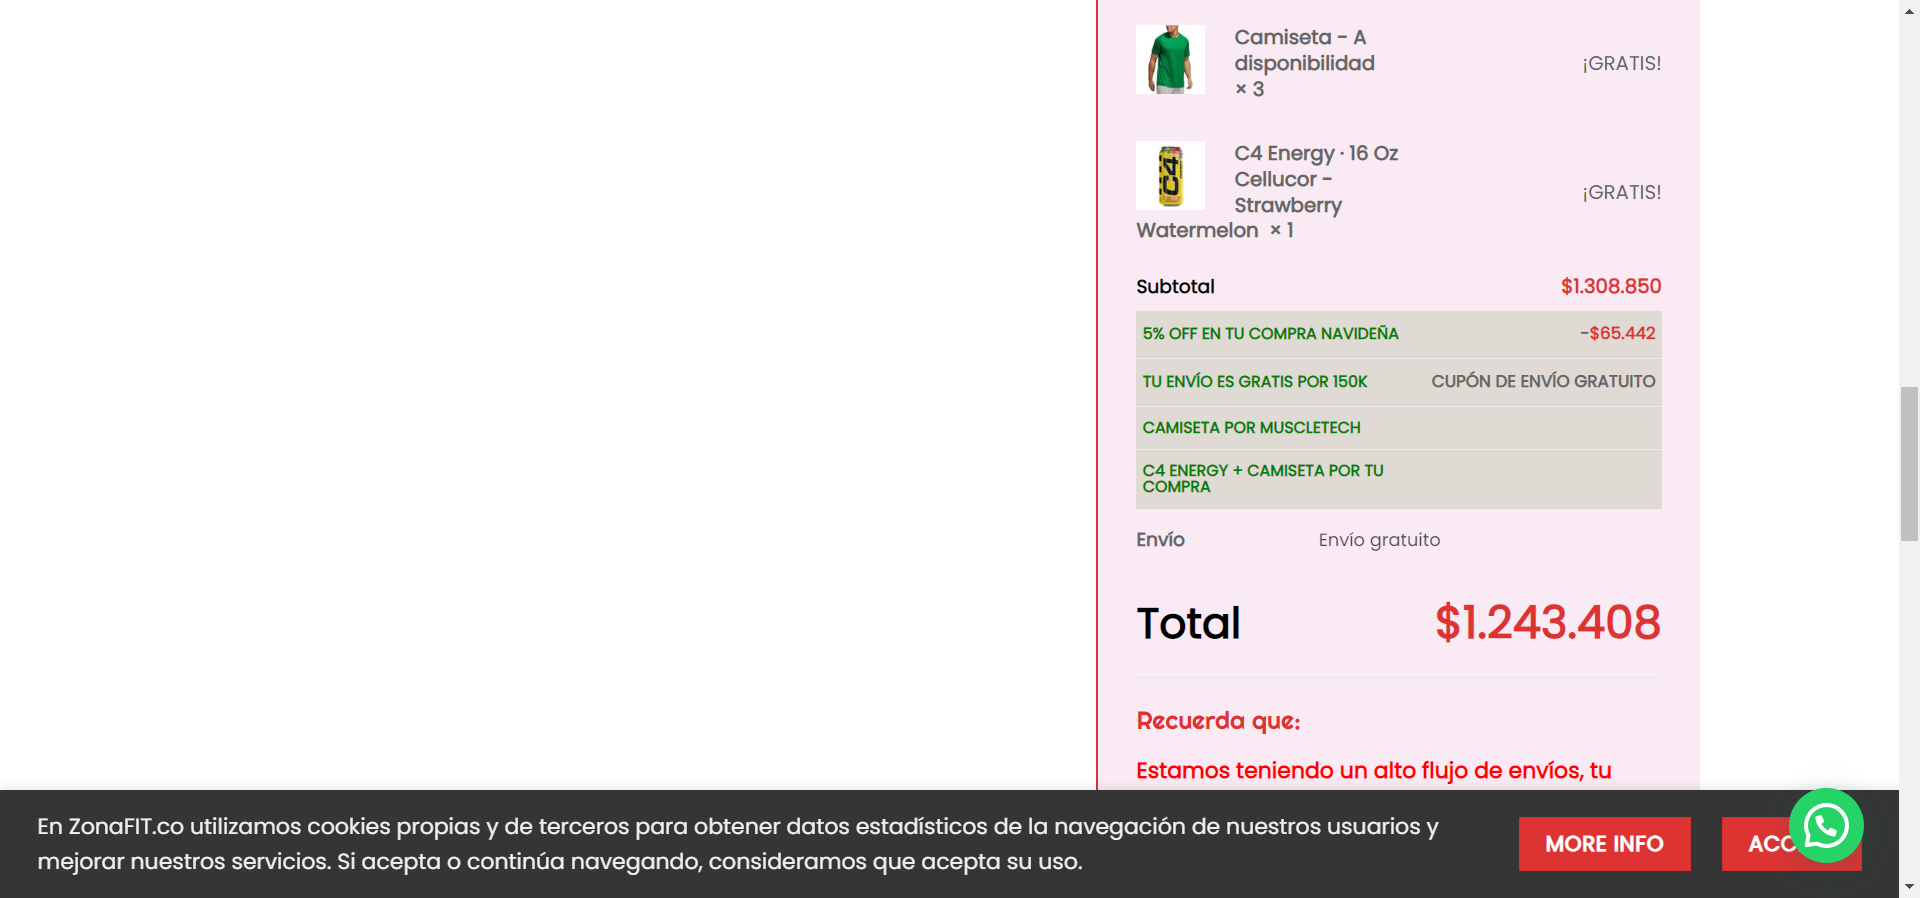 Camiseta - A
disponibilidad
× 3
¡GRATIS!
C4
C4 Energy · 16 Oz
Cellucor -
Strawberry
Watermelon × 1
¡GRATIS!
Subtotal
$1.308.850
5% OFF EN TU COMPRA NAVIDEÑA
-$65.442
TU ENVÍO ES GRATIS POR 150K
CUPÓN DE ENVÍO GRATUITO
CAMISETA POR MUSCLETECH
C4 ENERGY + CAMISETA POR TU
COMPRA
Envío
Envío gratuito
Total
$1.243.408
Recuerda que:
Estamos teniendo un alto flujo de envíos, tu
En ZonaFIT.co utilizamos cookies propias y de terceros para obtener datos estadísticos de la navegación de nuestros usuarios y
mejorar nuestros servicios. Si acepta o continúa navegando, consideramos que acepta su uso.
MORE INFO